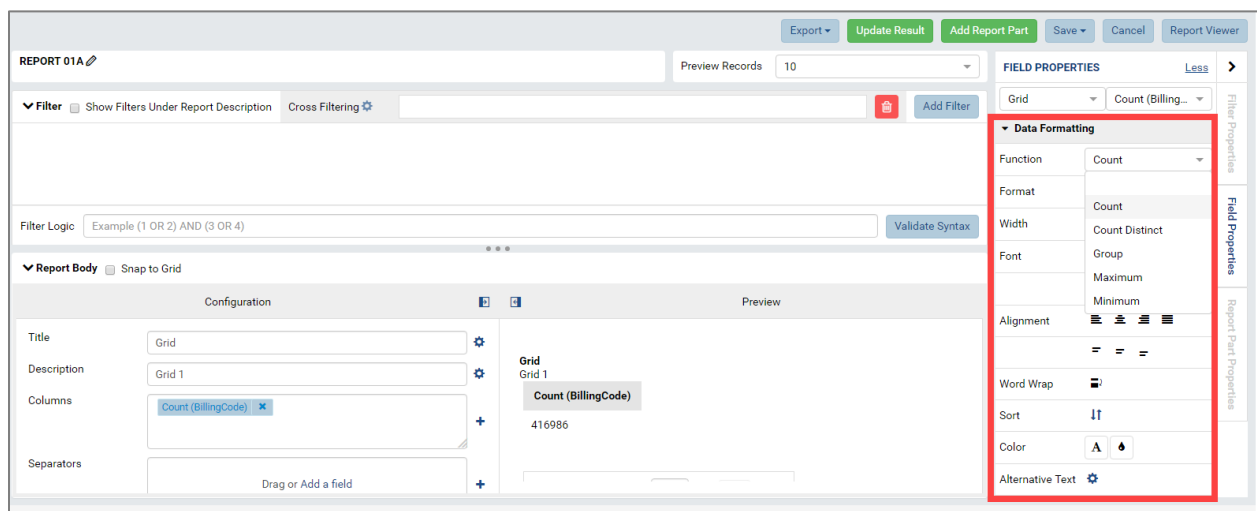 Export Update Result Add Report Part Save Cancel Report Viewer
REPORT 01A
Preview Records 10
FIELD PROPERTIES Less
Filter Show Filters Under Report Description Cross Filtering
Add Filter
Grid Count (Billing...
Data Formatting
Function Count
Count
Count Distinct
Group
Maximum
Minimum
Format
Width
Font
Alignment
Word Wrap
Sort
Color A
Alternative Text
Filter Properties
Field Properties
Report Part Properties
Filter Logic Example (1 OR 2) AND (3 OR 4) Validate Syntax
Report Body Snap to Grid
Configuration Preview
Title Grid
Description Grid 1
Columns Count (BillingCode)
Separators Drag or Add a field
Grid
Grid 1
Count (BillingCode)
416986